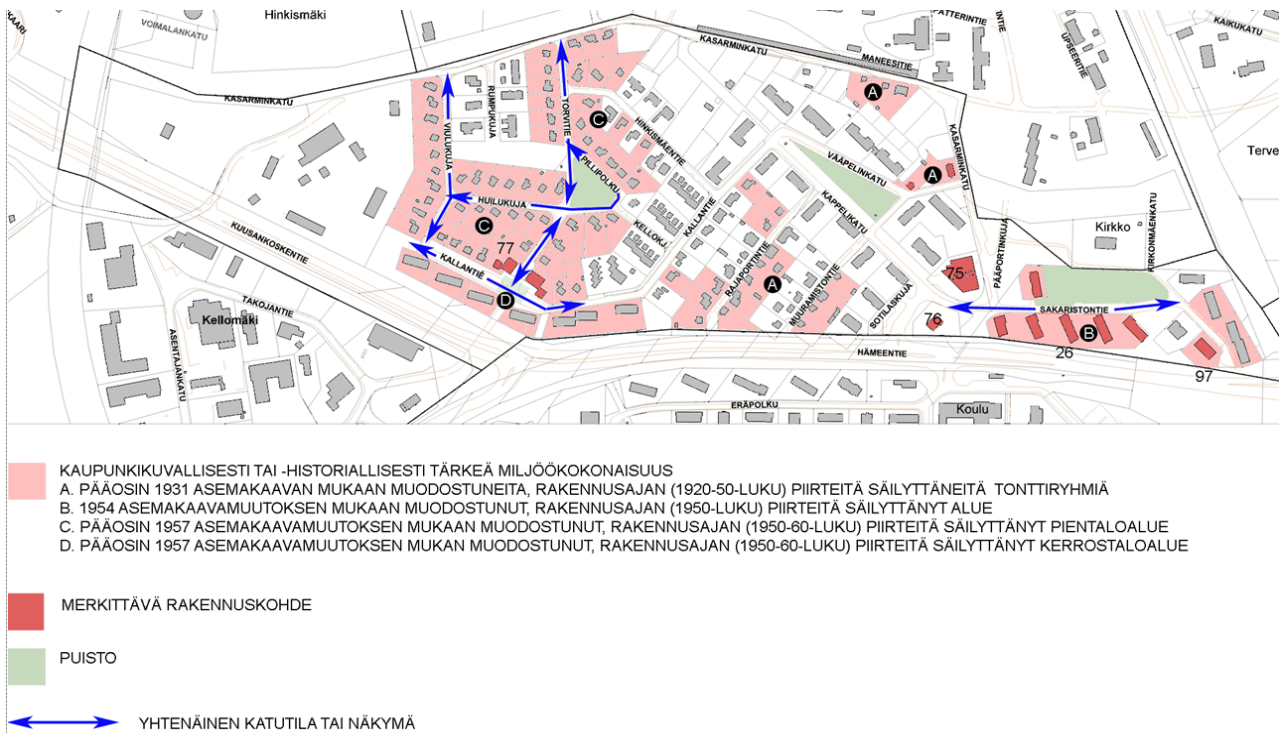 Hinkismäki
KAARI
VOIMALANKATU
PATTERINTIE
KAIKUKATU
UPSEERITIE
KASARMINKATU
MANEESITIE
KASARMINKATU
RUMPUKUJA
TORVITIE
VIULUKUJA
C
HINKISMÄENTIE
A
KASARMINKATU
Terve
PILLIPOLKU
VÄÄPELINKATU
A
HUILUKUJA
KAPPELIKATU
C
KELLOKJ
KALLANTIE
Kirkko
KIRKONMÄENKATU
KUUSANKOSKENTIE
77
KALLANTIE
RAJAPORTINTIE
A
MUURAMISTONTIE
PÄÄPORTINKUJA
75
TAKOJANTIE
D
SOTILASKUJA
SAKARISTONTIE
Kellomäki
76
B
ASENTAJANKATU
HÄMEENTIE
26
97
ERÄPOLKU
Koulu
KAUPUNKIKUVALLISESTI TAI -HISTORIALLISESTI TÄRKEÄ MILJÖÖKOKONAISUUS
A. PÄÄOSIN 1931 ASEMAKAAVAN MUKAAN MUODOSTUNEITA, RAKENNUSAJAN (1920-50-LUKU) PIIRTEITÄ SÄILYTTÄNEITÄ TONTTIRYHMIÄ
B. 1954 ASEMAKAAVAMUUTOKSEN MUKAAN MUODOSTUNUT, RAKENNUSAJAN (1950-LUKU) PIIRTEITÄ SÄILYTTÄNYT ALUE
C. PÄÄOSIN 1957 ASEMAKAAVAMUUTOKSEN MUKAAN MUODOSTUNUT, RAKENNUSAJAN (1950-60-LUKU) PIIRTEITÄ SÄILYTTÄNYT PIENTALOALUE
D. PÄÄOSIN 1957 ASEMAKAAVAMUUTOKSEN MUKAN MUODOSTUNUT, RAKENNUSAJAN (1950-60-LUKU) PIIRTEITÄ SÄILYTTÄNYT KERROSTALOALUE
MERKITTÄVÄ RAKENNUSKOHDE
PUISTO
YHTENÄINEN KATUTILA TAI NÄKYMÄ